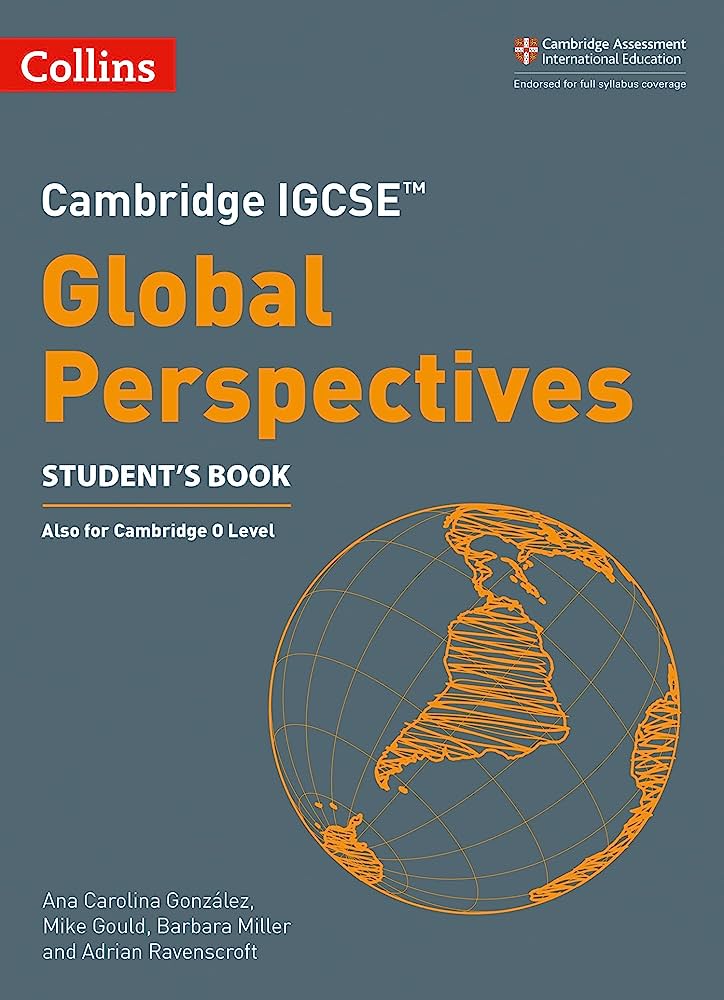 Collins
Cambridge Assessment
International Education
Endorsed for full syllabus coverage
Cambridge IGCSE™
Global
Perspectives
STUDENT'S BOOK
Also for Cambridge O Level
Ana Carolina González,
Mike Gould, Barbara Miller
and Adrian Ravenscroft